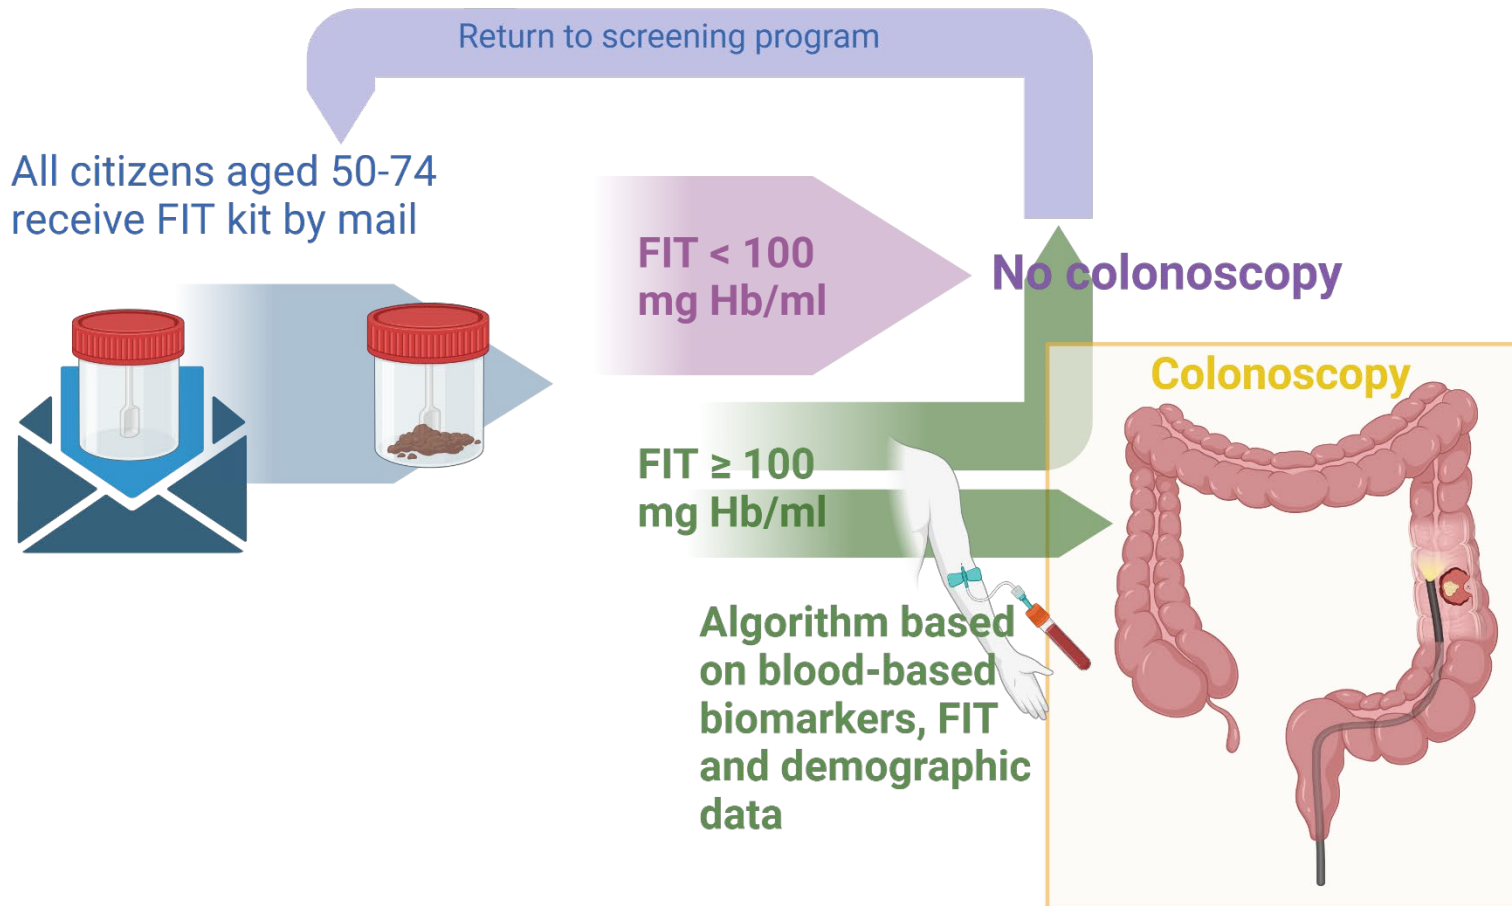 Return to screening program
All citizens aged 50-74
receive FIT kit by mail
FIT < 100
mg Hb/ml
No colonoscopy
Colonoscopy
FIT ≥ 100
mg Hb/ml
Algorithm based
on blood-based
biomarkers, FIT
and demographic
data